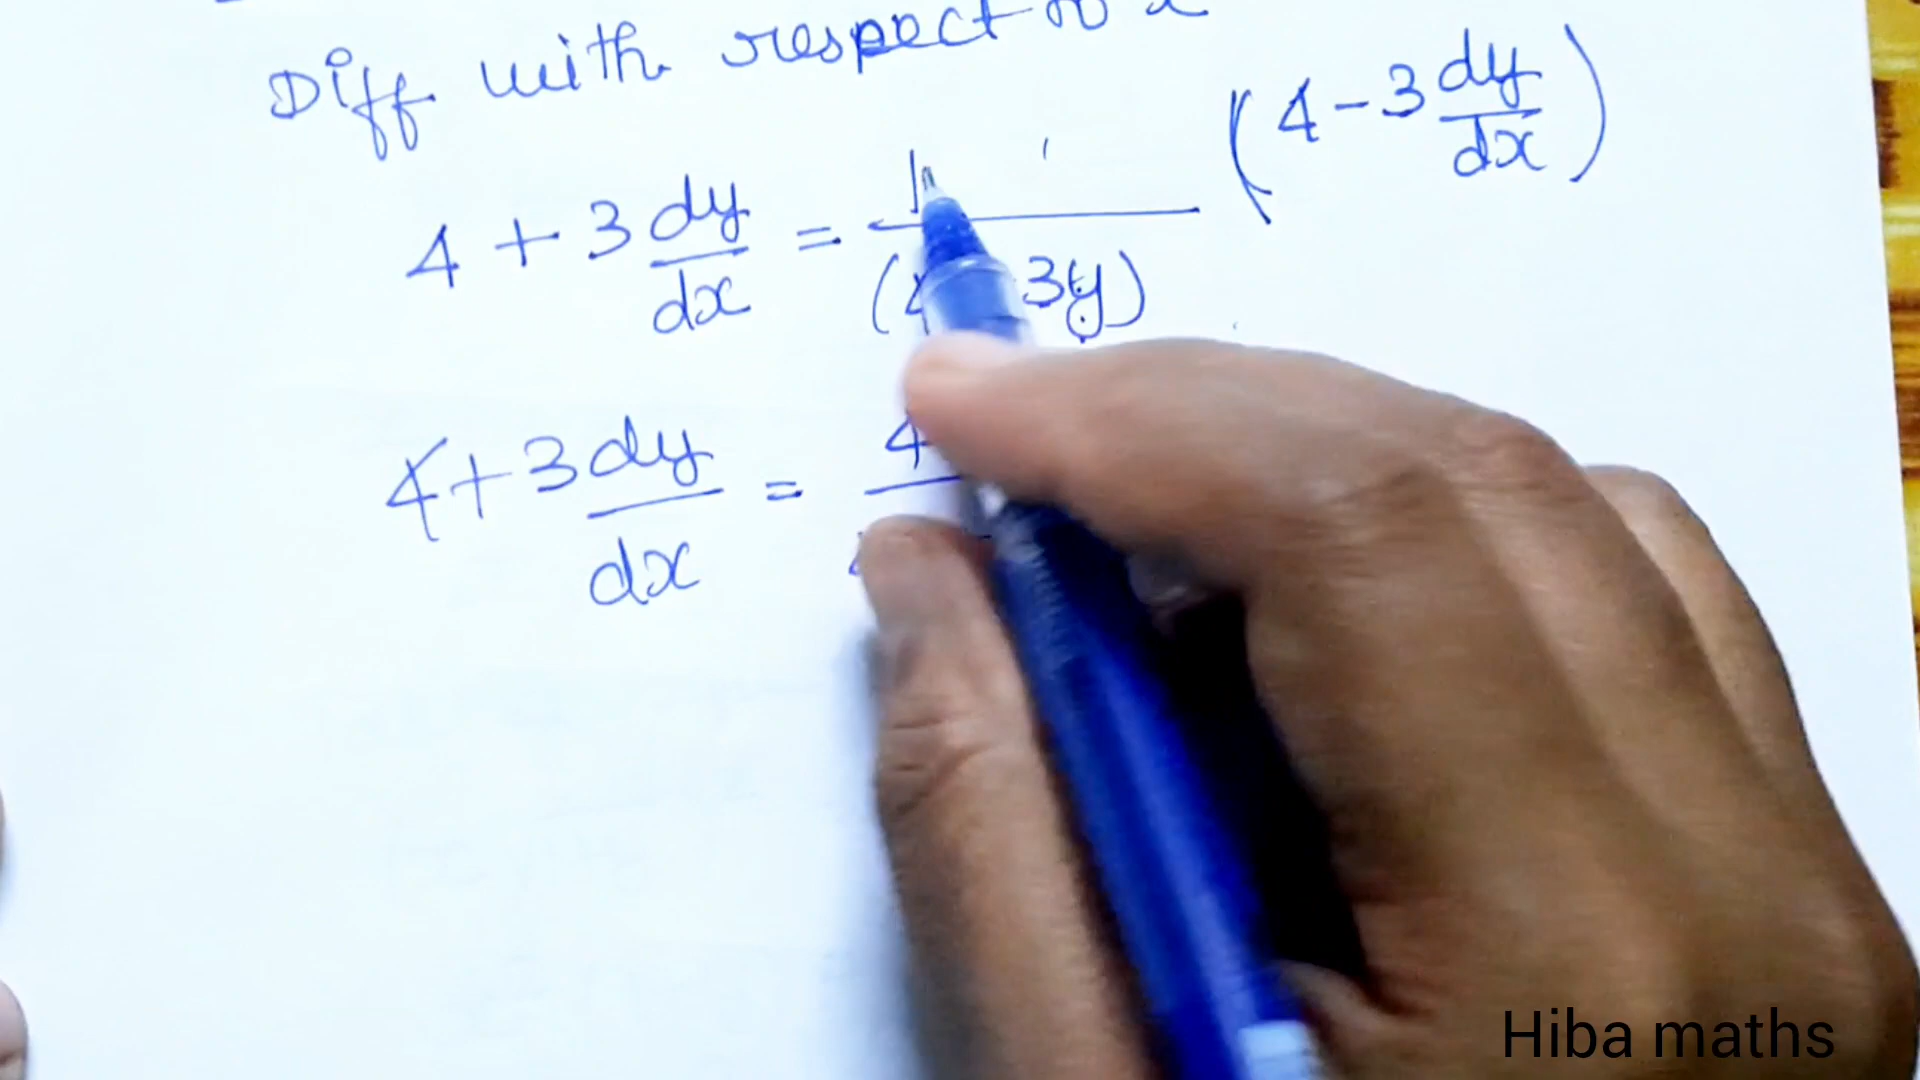 Diff with respect to x
4 + 3 dy/dx = 1/( 3y) (4 - 3 dy/dx)
4 + 3 dy/dx = 4
Hiba maths